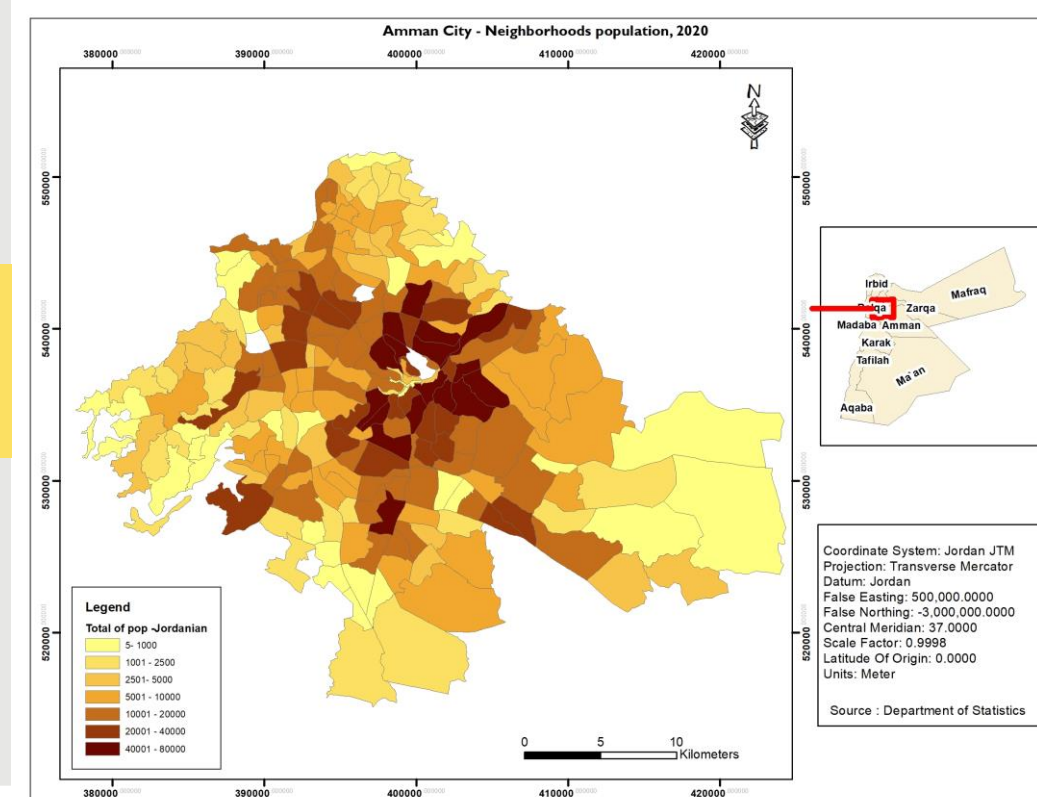 Amman City - Neighborhoods population, 2020
380000 390000 400000 410000 420000
N
550000 550000
540000 540000
530000 530000
520000 520000
Irbid
Mafraq
Zarqa
Madaba Amman
Karak
Tafilah
Ma'an
Aqaba
Coordinate System: Jordan JTM
Projection: Transverse Mercator
Datum: Jordan
False Easting: 500,000.0000
False Northing: -3,000,000.0000
Central Meridian: 37.0000
Scale Factor: 0.9998
Latitude Of Origin: 0.0000
Units: Meter
Source : Department of Statistics
Legend
Total of pop -Jordanian
5- 1000
1001 - 2500
2501- 5000
5001 - 10000
10001 - 20000
20001 - 40000
40001 - 80000
0 5 10
Kilometers
380000 390000 400000 410000 420000